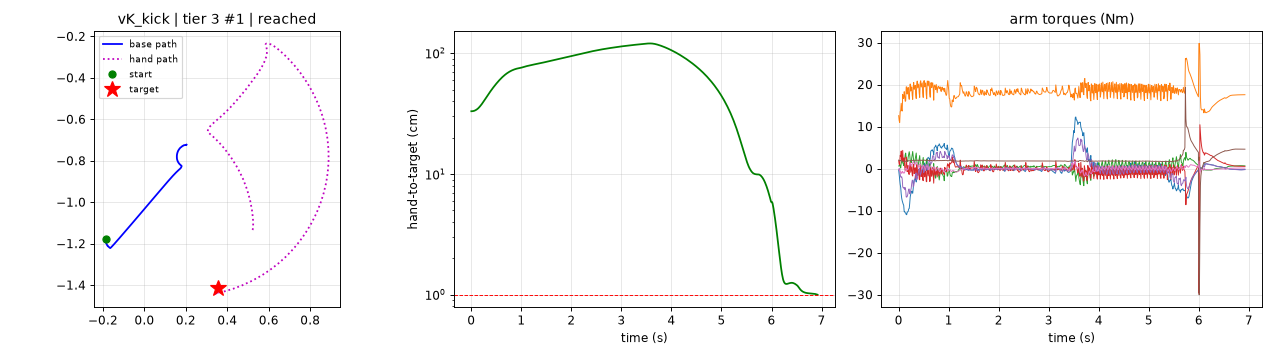 vK_kick | tier 3 #1 | reached
−0.2
−0.4
−0.6
−0.8
−1.0
−1.2
−1.4
−0.2 0.0 0.2 0.4 0.6 0.8
base path
hand path
start
target
hand-to-target (cm)
10²
10¹
10⁰
0 1 2 3 4 5 6 7
time (s)
arm torques (Nm)
30
20
10
0
−10
−20
−30
0 1 2 3 4 5 6 7
time (s)